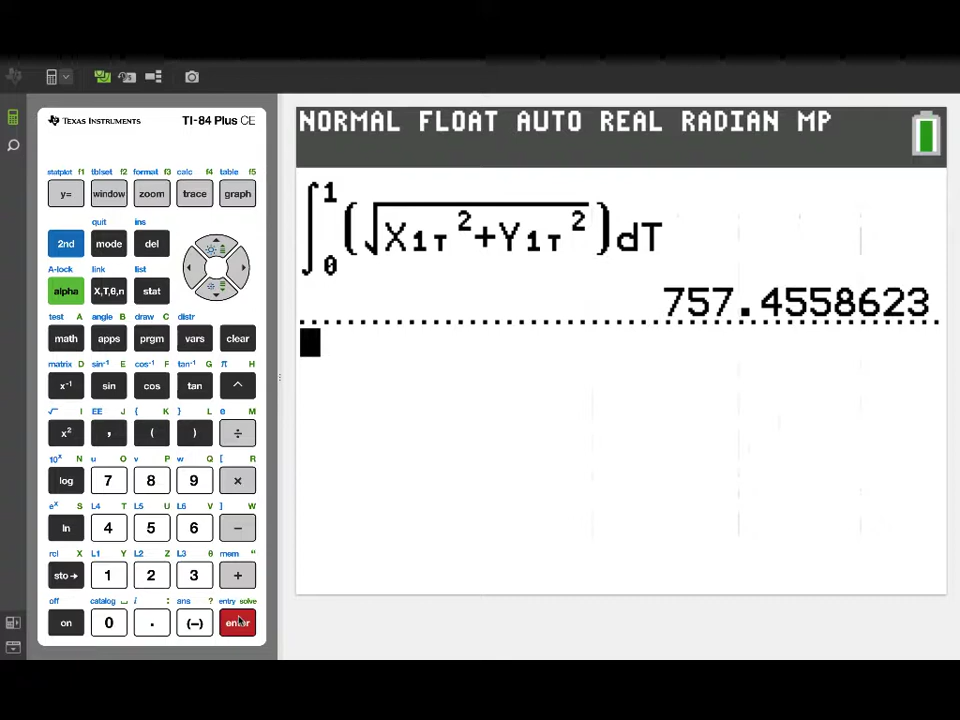 TEXAS INSTRUMENTS TI-84 Plus CE
NORMAL FLOAT AUTO REAL RADIAN MP
∫₀¹(√X₁ᴛ²+Y₁ᴛ²)dT
757.4558623
statplot f1 tblset f2 format f3 calc f4 table f5
y= window zoom trace graph
quit ins
2nd mode del
A-lock link list
alpha X,T,θ,n stat
test A angle B draw C distr
math apps prgm vars clear
matrix D sin⁻¹ E cos⁻¹ F tan⁻¹ G π H
x⁻¹ sin cos tan ^
√ I EE J { K } L e M
x² , ( ) ÷
10ˣ N u O v P w Q [ R
log 7 8 9 ×
eˣ S L4 T L5 U L6 V ] W
ln 4 5 6 −
rcl X L1 Y L2 Z L3 θ mem "
sto→ 1 2 3 +
off catalog ␣ i : ans ? entry solve
on 0 . (−) enter